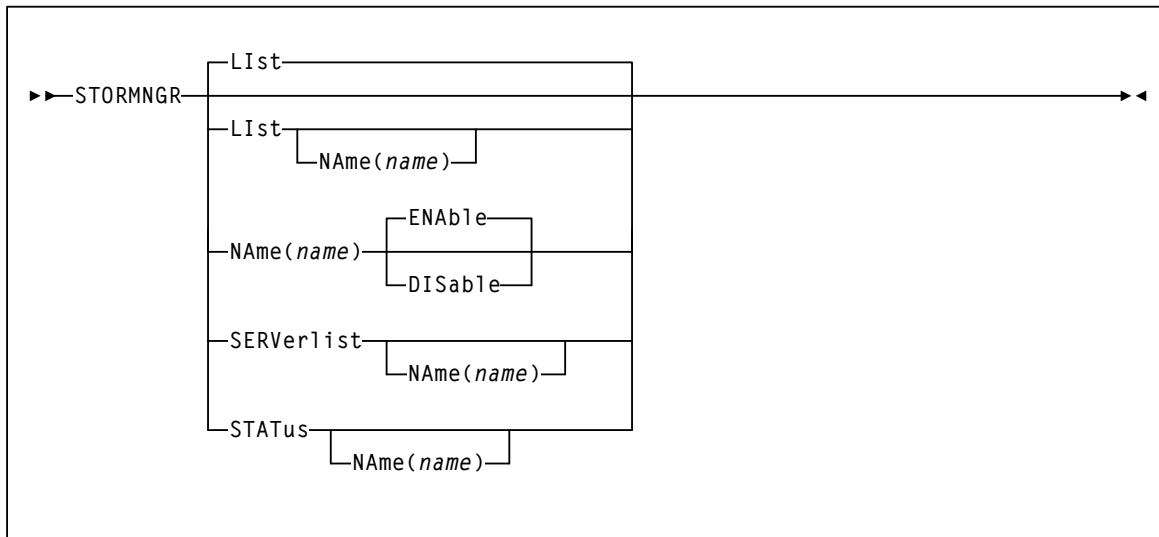 LIst
STORMNGR
LIst
NAme(name)
ENAble
NAme(name)
DISable
SERVerlist
NAme(name)
STATus
NAme(name)